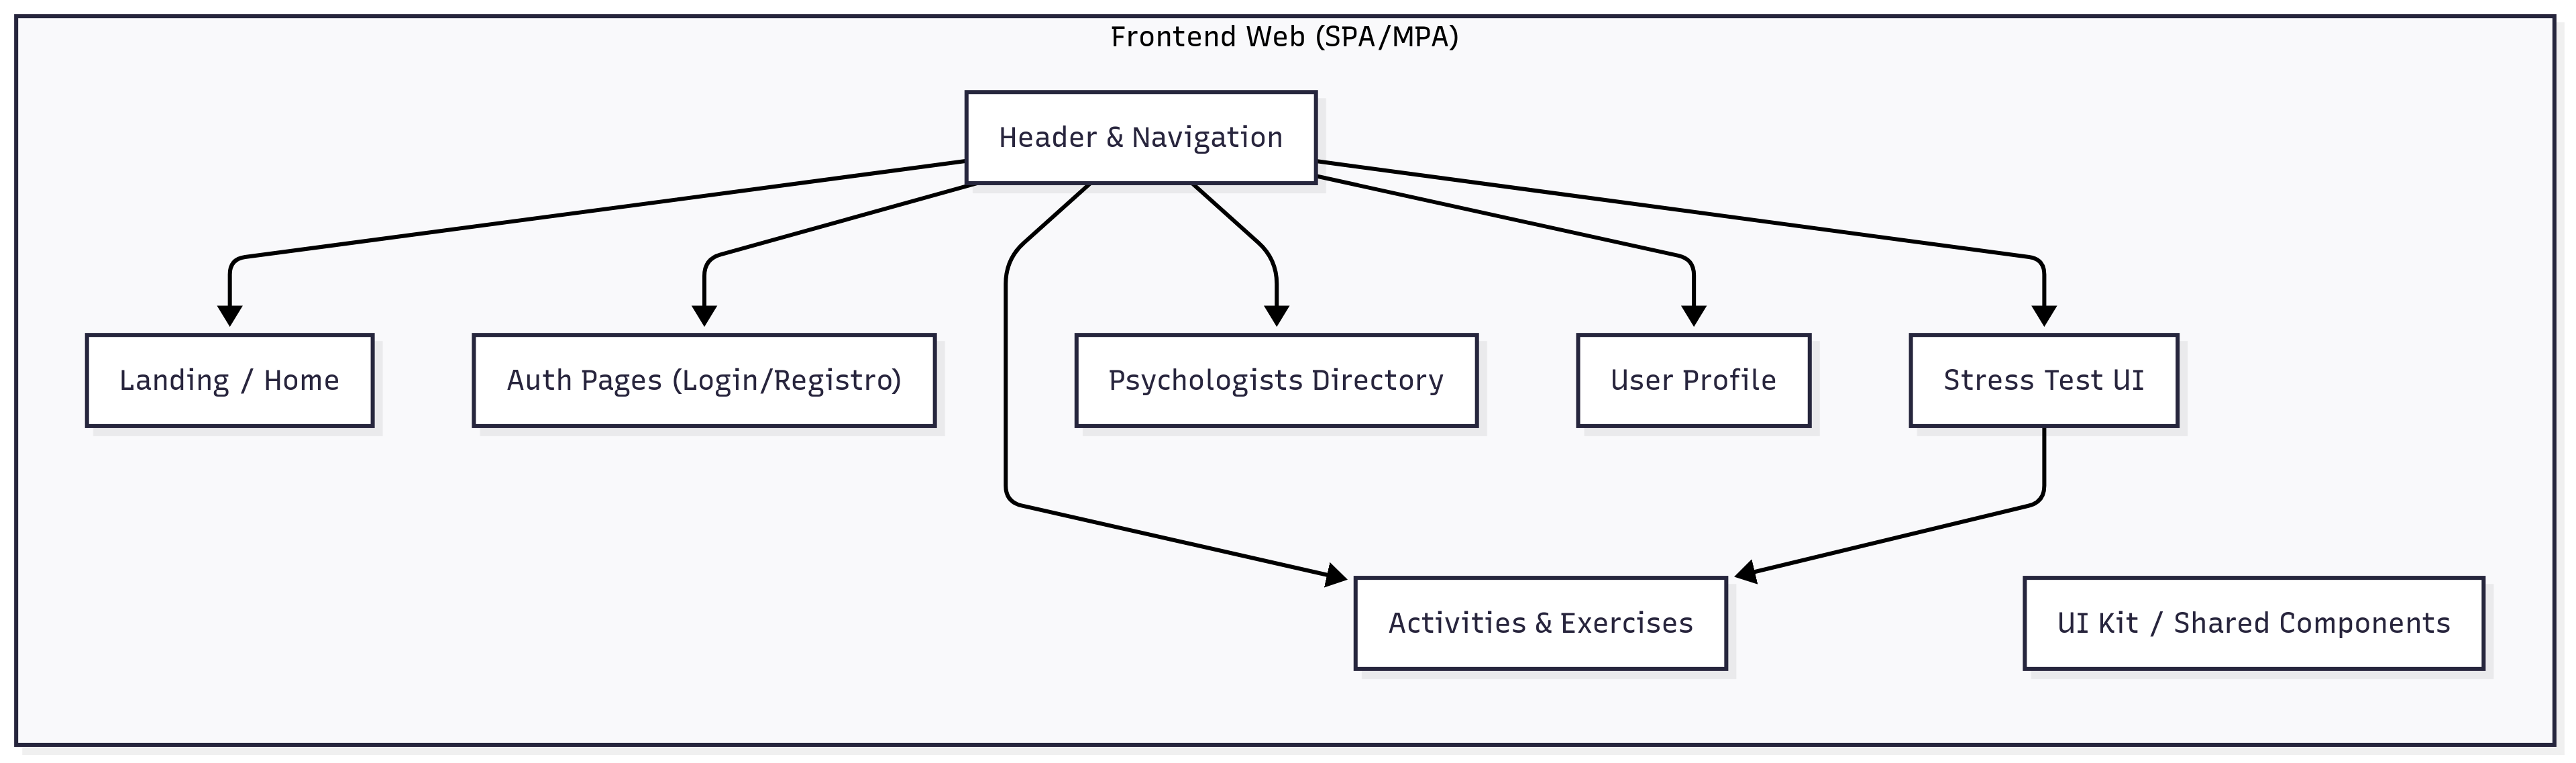 Frontend Web (SPA/MPA)
Header & Navigation
Landing / Home
Auth Pages (Login/Registro)
Psychologists Directory
User Profile
Stress Test UI
Activities & Exercises
UI Kit / Shared Components